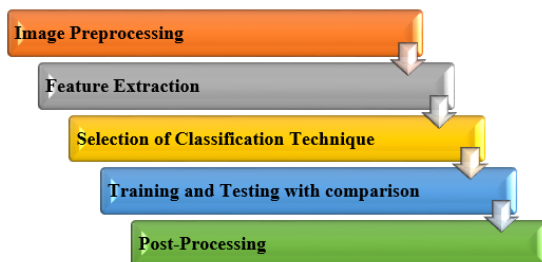 Image Preprocessing
Feature Extraction
Selection of Classification Technique
Training and Testing with comparison
Post-Processing